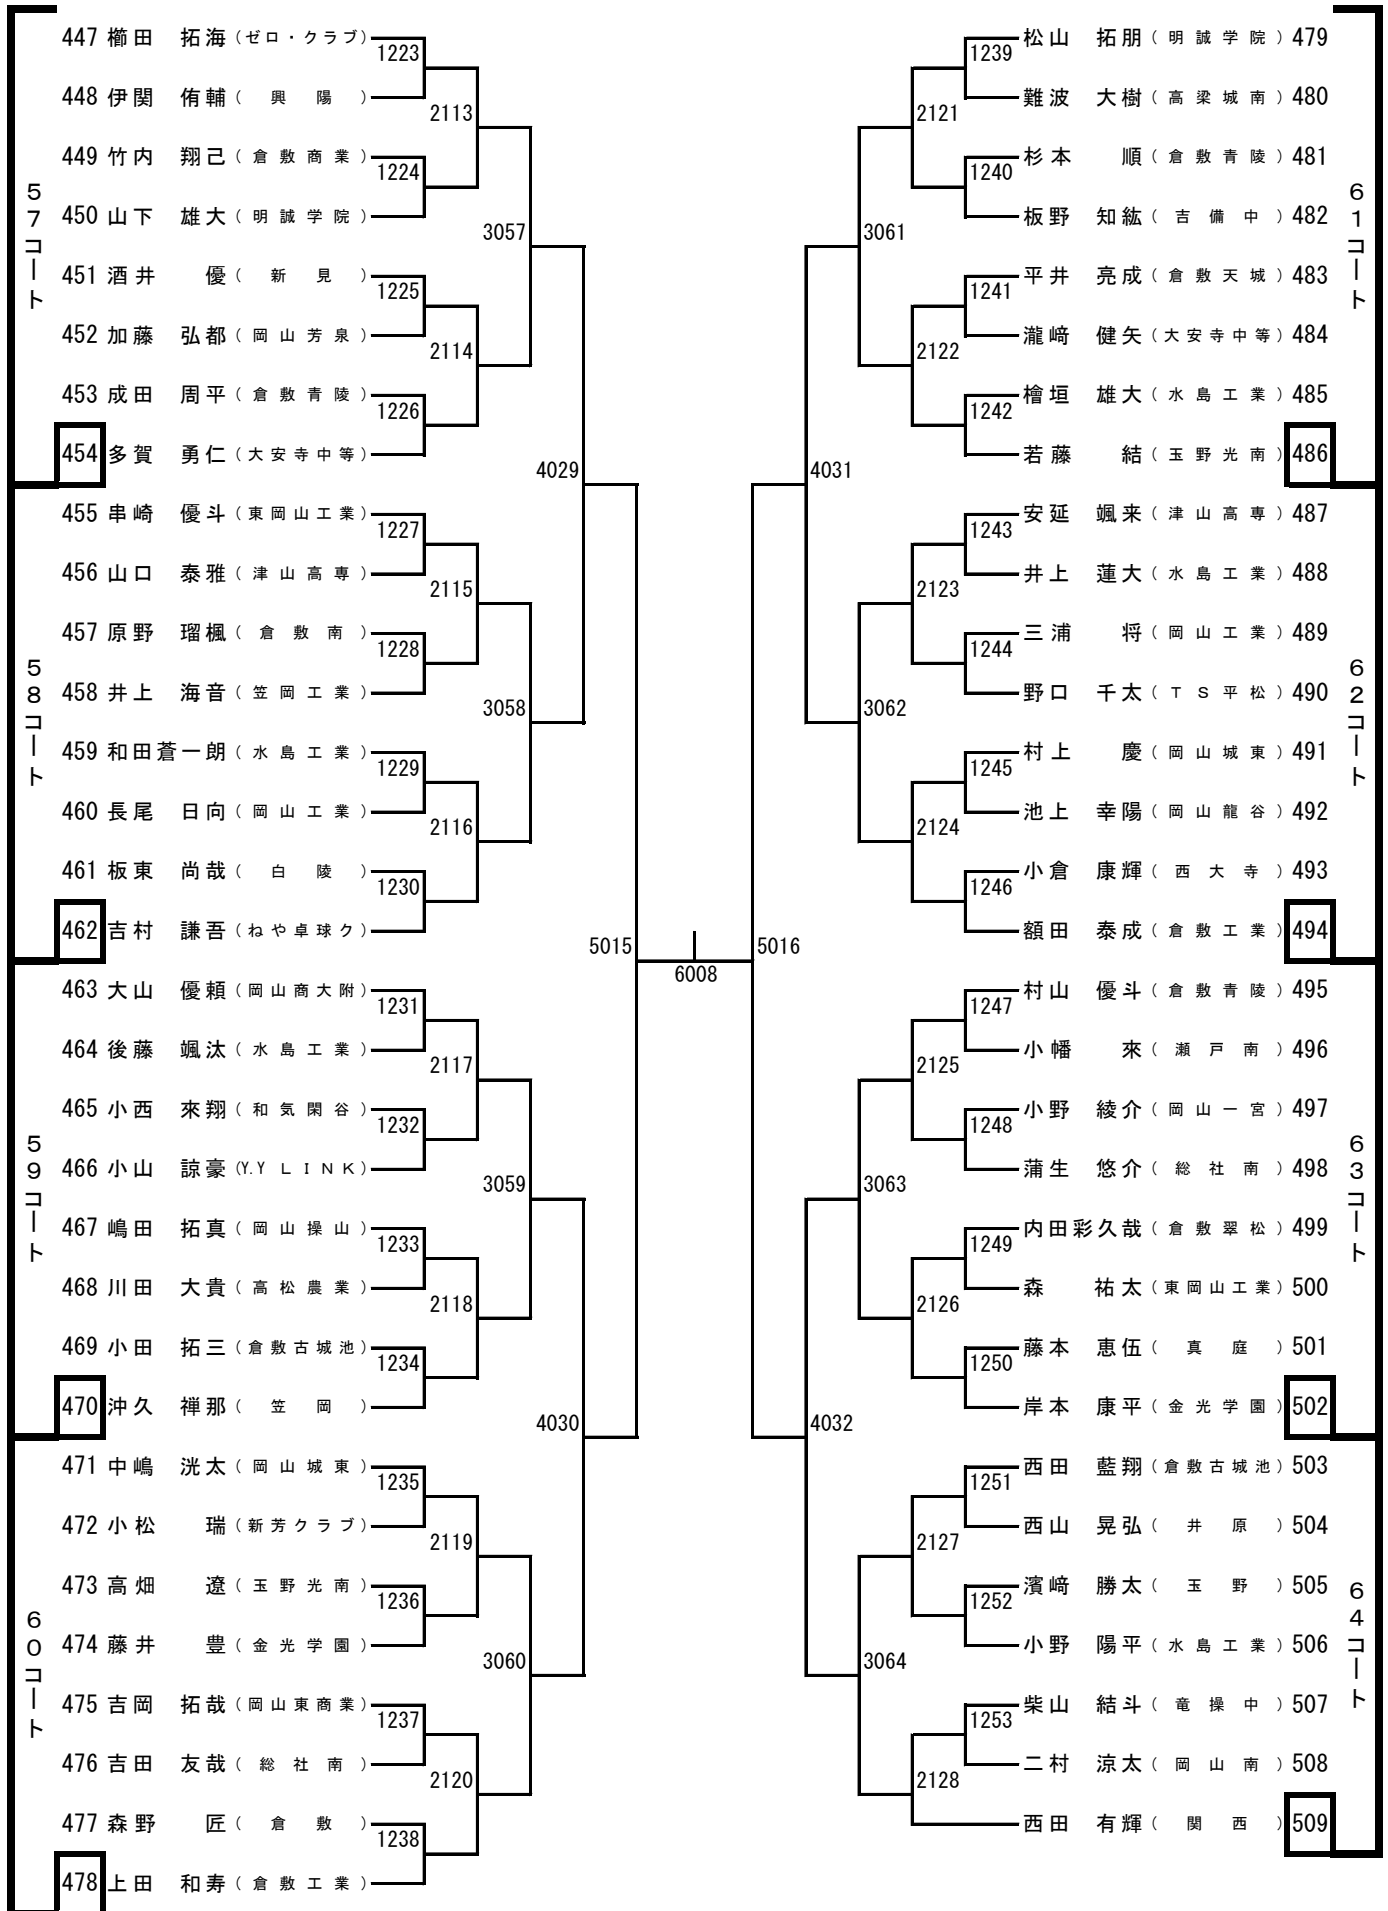 57コート
447 櫛田 拓海 (ゼロ・クラブ)
1223
448 伊関 侑輔 (興陽)
2113
449 竹内 翔己 (倉敷商業)
1224
450 山下 雄大 (明誠学院)
3057
451 酒井 優 (新見)
1225
452 加藤 弘都 (岡山芳泉)
2114
453 成田 周平 (倉敷青陵)
1226
454 多賀 勇仁 (大安寺中等)
4029
58コート
455 串崎 優斗 (東岡山工業)
1227
456 山口 泰雅 (津山高専)
2115
457 原野 瑠楓 (倉敷南)
1228
458 井上 海音 (笠岡工業)
3058
459 和田蒼一朗 (水島工業)
1229
460 長尾 日向 (岡山工業)
2116
461 板東 尚哉 (白陵)
1230
462 吉村 謙吾 (ねや卓球ク)
5015
59コート
463 大山 優頼 (岡山商大附)
1231
464 後藤 颯汰 (水島工業)
2117
465 小西 來翔 (和気閑谷)
1232
466 小山 諒豪 (Y.Y LINK)
3059
467 嶋田 拓真 (岡山操山)
1233
468 川田 大貴 (高松農業)
2118
469 小田 拓三 (倉敷古城池)
1234
470 沖久 禅那 (笠岡)
4030
60コート
471 中嶋 洸太 (岡山城東)
1235
472 小松 瑞 (新芳クラブ)
2119
473 高畑 遼 (玉野光南)
1236
474 藤井 豊 (金光学園)
3060
475 吉岡 拓哉 (岡山東商業)
1237
476 吉田 友哉 (総社南)
2120
477 森野 匠 (倉敷)
1238
478 上田 和寿 (倉敷工業)
6008
61コート
松山 拓朋 (明誠学院) 479
1239
難波 大樹 (高梁城南) 480
2121
杉本 順 (倉敷青陵) 481
1240
板野 知紘 (吉備中) 482
3061
平井 亮成 (倉敷天城) 483
1241
瀧﨑 健矢 (大安寺中等) 484
2122
檜垣 雄大 (水島工業) 485
1242
若藤 結 (玉野光南) 486
4031
62コート
安延 颯来 (津山高専) 487
1243
井上 蓮大 (水島工業) 488
2123
三浦 将 (岡山工業) 489
1244
野口 千太 (TS平松) 490
3062
村上 慶 (岡山城東) 491
1245
池上 幸陽 (岡山龍谷) 492
2124
小倉 康輝 (西大寺) 493
1246
額田 泰成 (倉敷工業) 494
5016
63コート
村山 優斗 (倉敷青陵) 495
1247
小幡 來 (瀬戸南) 496
2125
小野 綾介 (岡山一宮) 497
1248
蒲生 悠介 (総社南) 498
3063
内田彩久哉 (倉敷翠松) 499
1249
森 祐太 (東岡山工業) 500
2126
藤本 恵伍 (真庭) 501
1250
岸本 康平 (金光学園) 502
4032
64コート
西田 藍翔 (倉敷古城池) 503
1251
西山 晃弘 (井原) 504
2127
濱﨑 勝太 (玉野) 505
1252
小野 陽平 (水島工業) 506
3064
柴山 結斗 (竜操中) 507
1253
二村 涼太 (岡山南) 508
2128
西田 有輝 (関西) 509